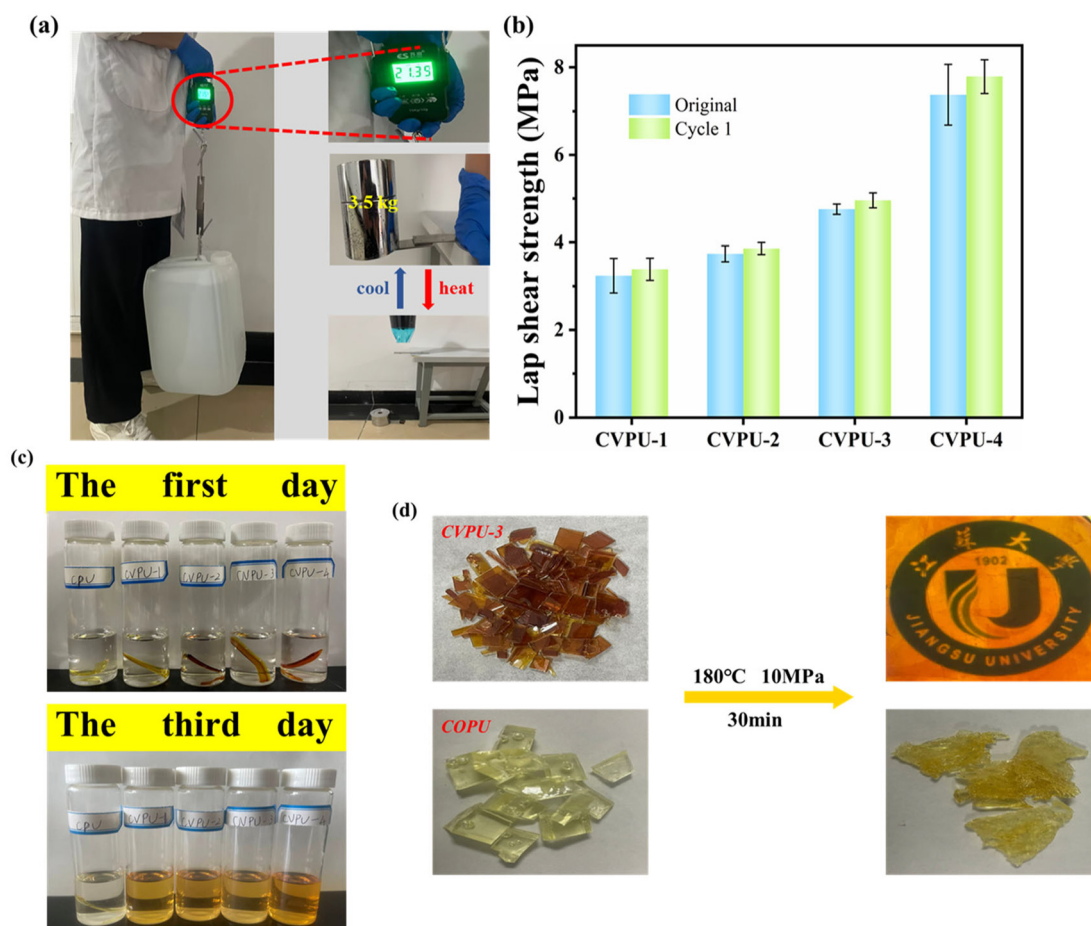 (a)
21.35
3.5 kg
cool
heat
(b)
Lap shear strength (MPa)
8
6
4
2
0
Original
Cycle 1
CVPU-1
CVPU-2
CVPU-3
CVPU-4
(c)
The first day
CPU
CVPU-1
CVPU-2
CVPU-3
CVPU-4
The third day
CPU
CVPU-1
CVPU-2
CVPU-3
CVPU-4
(d)
CVPU-3
180°C 10MPa
30min
江苏大学
1902
JIANGSU UNIVERSITY
COPU